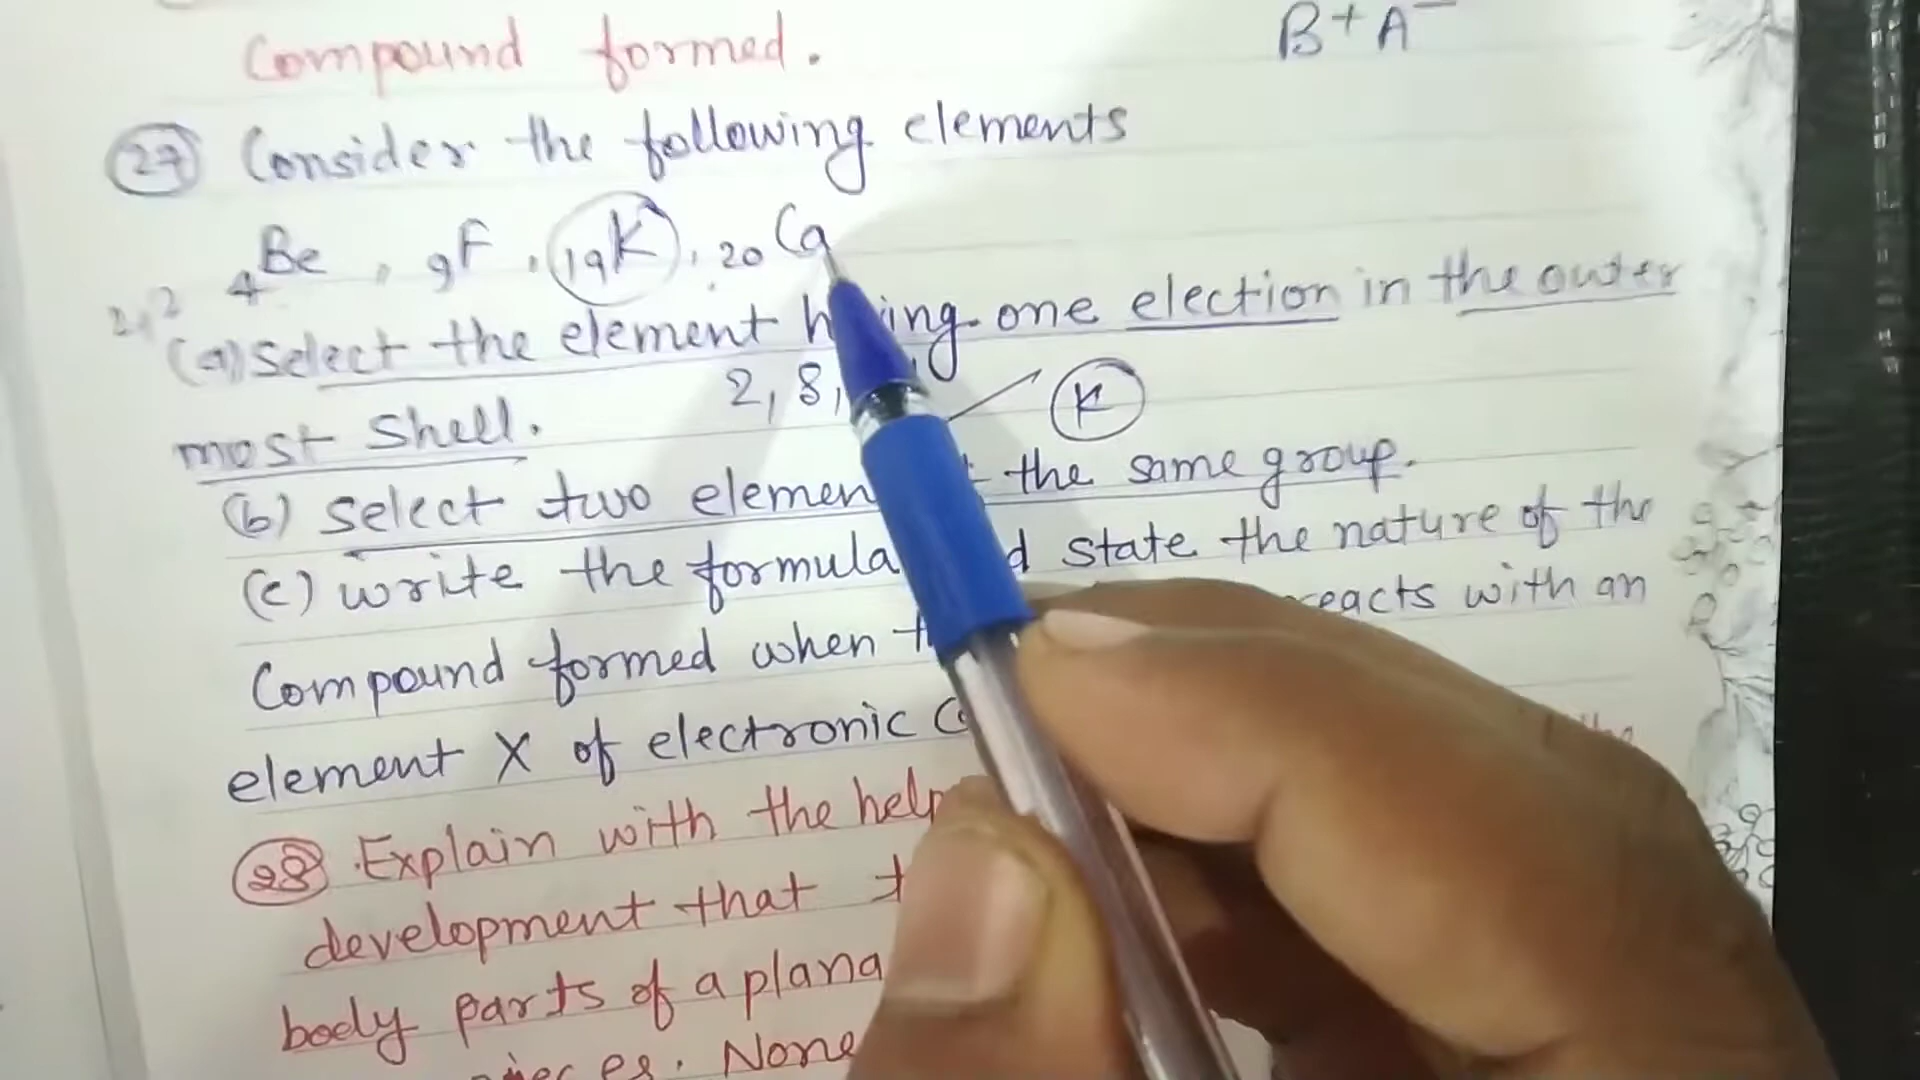 Compound formed.
B+ A-
27 Consider the following elements
4Be, 9F, 19K, 20Ca
2,2
(a) Select the element one election in the outer
2, 8,
K
most Shell.
(b) Select two the same group.
(c) write the formula state the nature of the
Compound formed when with an
element X of electronic
28 Explain with the help
development that
body parts of a
None